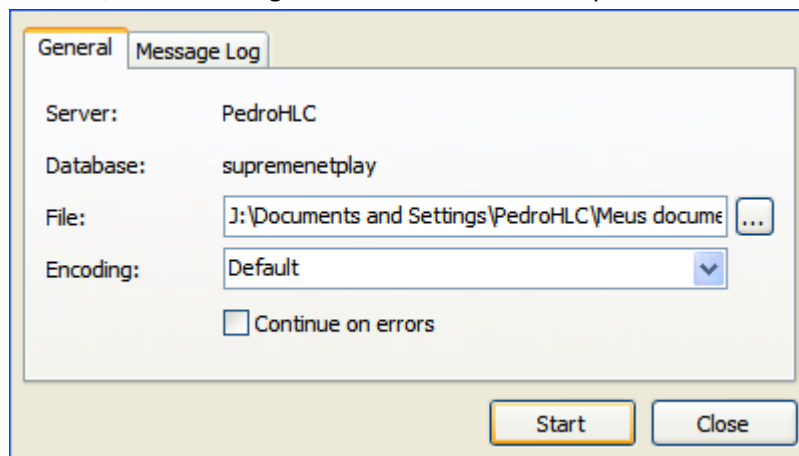 General Message Log
Server: PedroHLC
Database: supremenetplay
File: J:\Documents and Settings\PedroHLC\Meus docume ...
Encoding: Default
Continue on errors
Start Close